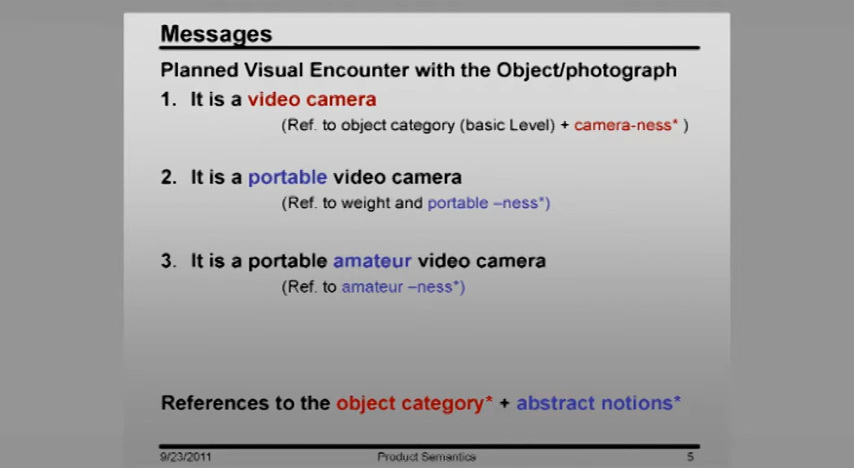 Messages
Planned Visual Encounter with the Object/photograph
1. It is a video camera
(Ref. to object category (basic Level) + camera-ness* )
2. It is a portable video camera
(Ref. to weight and portable –ness*)
3. It is a portable amateur video camera
(Ref. to amateur –ness*)
References to the object category* + abstract notions*
9/23/2011 Product Semantics 5